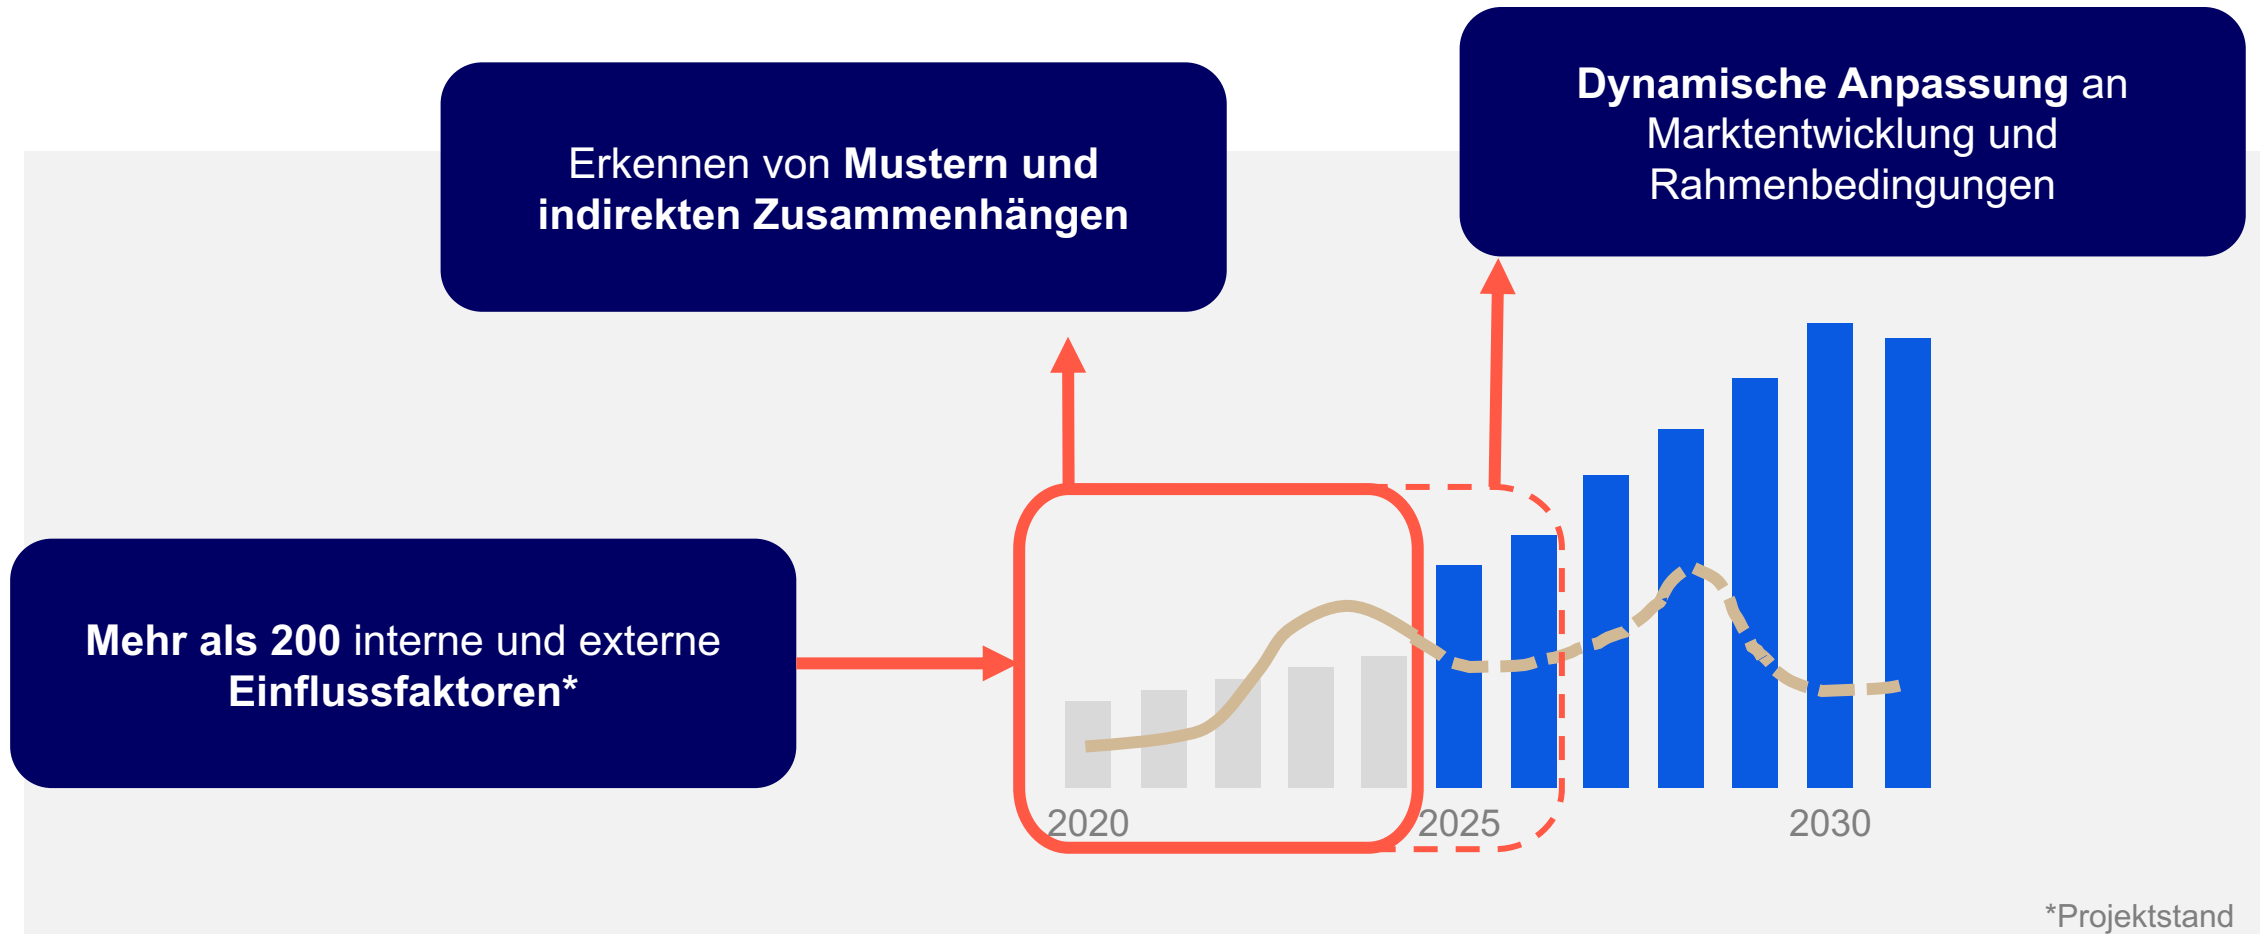 Dynamische Anpassung an
Marktentwicklung und
Rahmenbedingungen
Erkennen von Mustern und
indirekten Zusammenhängen
Mehr als 200 interne und externe
Einflussfaktoren*
2020 2025 2030
*Projektstand